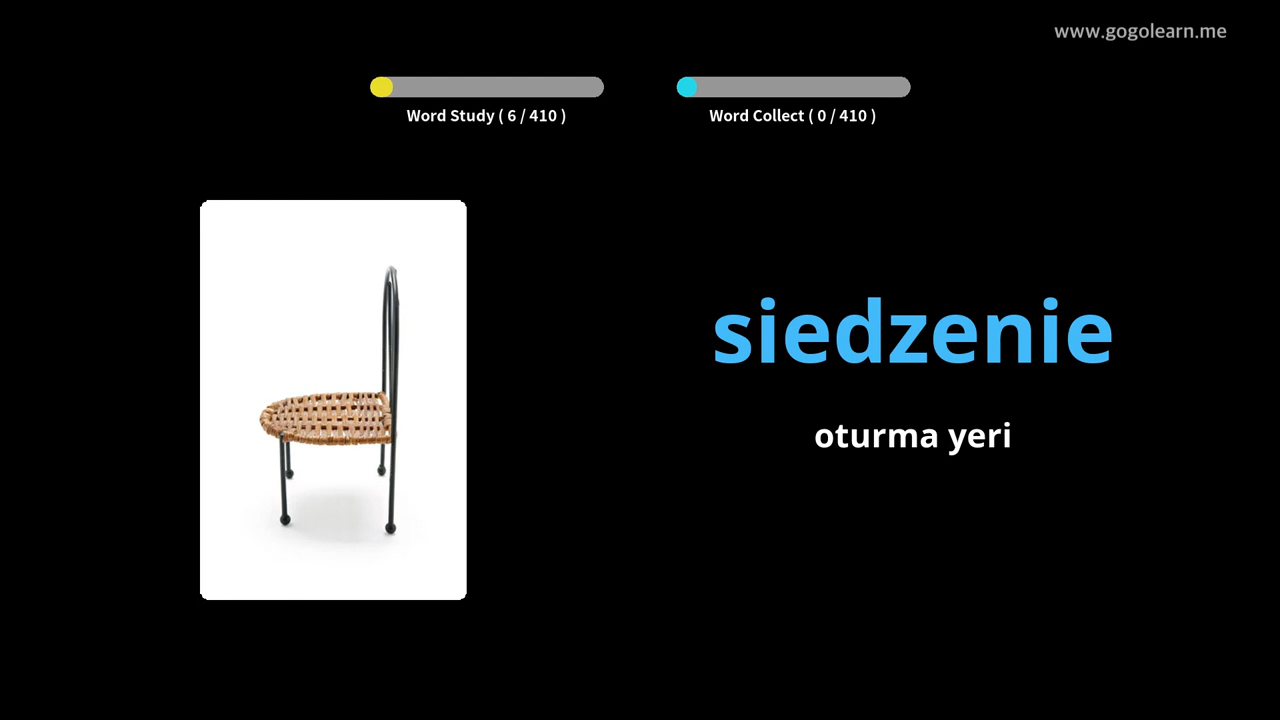 www.gogolearn.me
Word Study ( 6 / 410 )
Word Collect ( 0 / 410 )
siedzenie
oturma yeri